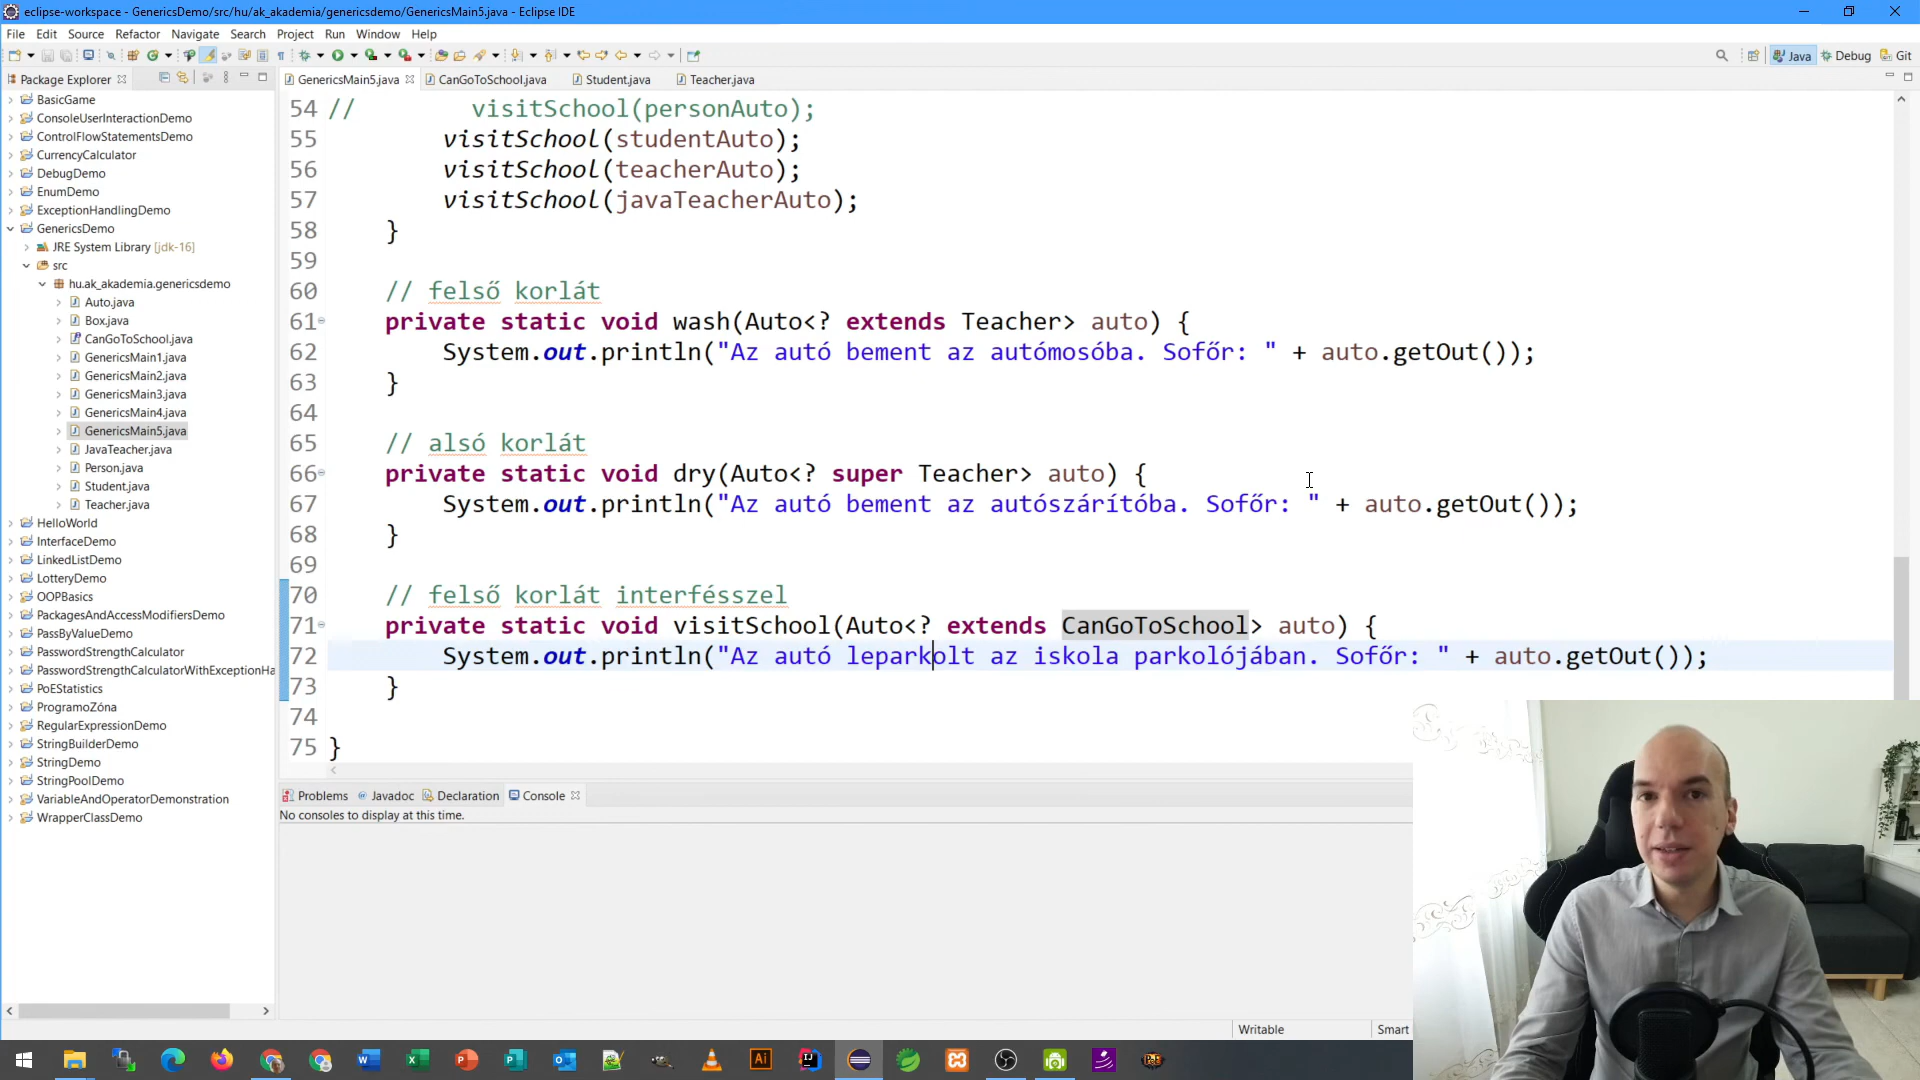 eclipse-workspace - GenericsDemo/src/hu/ak_akademia/genericsdemo/GenericsMain5.java - Eclipse IDE
File Edit Source Refactor Navigate Search Project Run Window Help
Java Debug Git
Package Explorer
GenericsMain5.java CanGoToSchool.java Student.java Teacher.java
BasicGame
ConsoleUserInteractionDemo
ControlFlowStatementsDemo
CurrencyCalculator
DebugDemo
EnumDemo
ExceptionHandlingDemo
GenericsDemo
JRE System Library [jdk-16]
src
hu.ak_akademia.genericsdemo
Auto.java
Box.java
CanGoToSchool.java
GenericsMain1.java
GenericsMain2.java
GenericsMain3.java
GenericsMain4.java
GenericsMain5.java
JavaTeacher.java
Person.java
Student.java
Teacher.java
HelloWorld
InterfaceDemo
LinkedListDemo
LotteryDemo
OOPBasics
PackagesAndAccessModifiersDemo
PassByValueDemo
PasswordStrengthCalculator
PasswordStrengthCalculatorWithExceptionHa
PoEStatistics
ProgramoZóna
RegularExpressionDemo
StringBuilderDemo
StringDemo
StringPoolDemo
VariableAndOperatorDemonstration
WrapperClassDemo
54 // visitSchool(personAuto);
55 visitSchool(studentAuto);
56 visitSchool(teacherAuto);
57 visitSchool(javaTeacherAuto);
58 }
59
60 // felső korlát
61 private static void wash(Auto<? extends Teacher> auto) {
62 System.out.println("Az autó bement az autómosóba. Sofőr: " + auto.getOut());
63 }
64
65 // alsó korlát
66 private static void dry(Auto<? super Teacher> auto) {
67 System.out.println("Az autó bement az autószárítóba. Sofőr: " + auto.getOut());
68 }
69
70 // felső korlát interfésszel
71 private static void visitSchool(Auto<? extends CanGoToSchool> auto) {
72 System.out.println("Az autó leparkolt az iskola parkolójában. Sofőr: " + auto.getOut());
73 }
74
75 }
Problems Javadoc Declaration Console
No consoles to display at this time.
Writable Smart